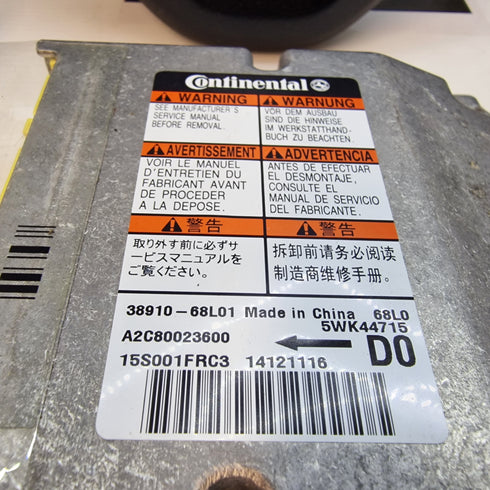 Continental
WARNING
SEE MANUFACTURER S
SERVICE MANUAL
BEFORE REMOVAL.
WARNUNG
VOR DEM AUSBAU
SIND DIE HINWEISE
IM WERKSTATTHAND-
BUCH ZU BEACHTEN.
AVERTISSEMENT
VOIR LE MANUEL
D'ENTRETIEN DU
FABRICANT AVANT
DE PROCEDER
A LA DEPOSE.
ADVERTENCIA
ANTES DE EFECTUAR
EL DESMONTAJE,
CONSULTE EL
MANUAL DE SERVICIO
DEL FABRICANTE.
警告
取り外す前に必ずサ
ービスマニュアルを
ご覧ください。
警告
拆卸前请务必阅读
制造商维修手册.
38910-68L01 Made in China 68L0
5WK44715
A2C80023600
D0
15S001FRC3 14121116